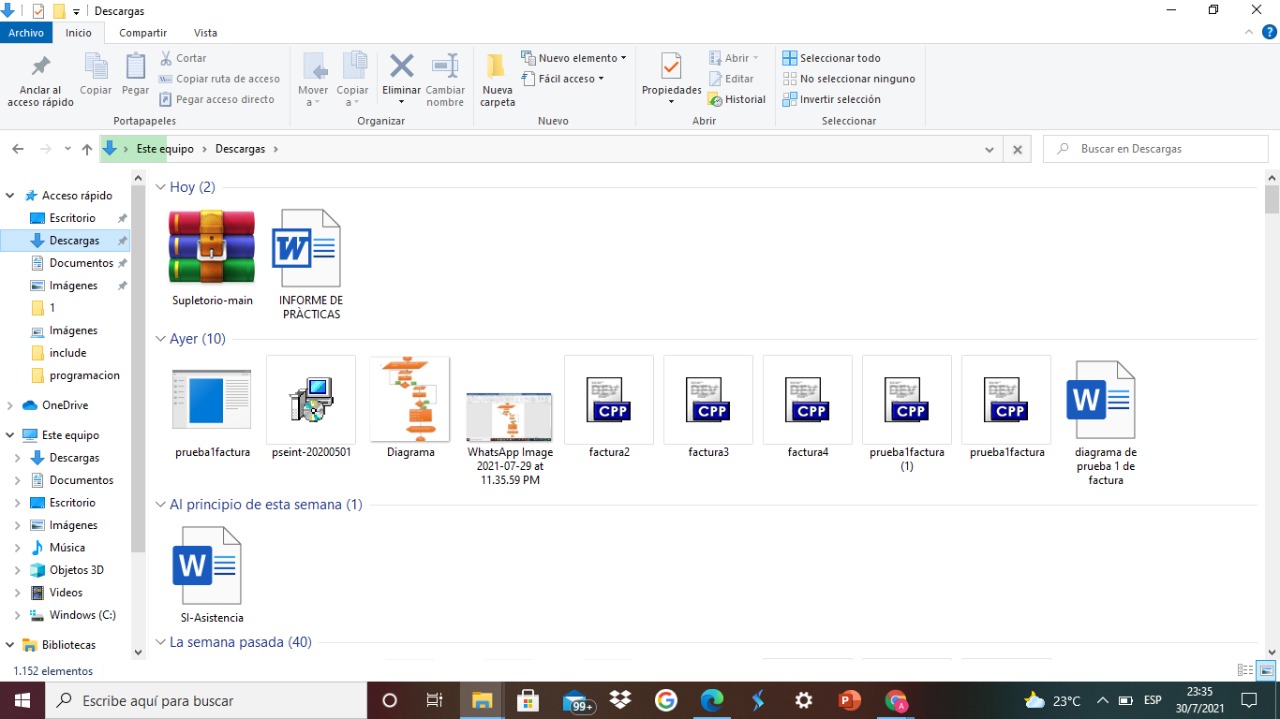 Descargas
Archivo Inicio Compartir Vista
Anclar al acceso rápido
Copiar
Pegar
Cortar
Copiar ruta de acceso
Pegar acceso directo
Portapapeles
Mover a
Copiar a
Eliminar
Cambiar nombre
Organizar
Nueva carpeta
Nuevo elemento
Fácil acceso
Nuevo
Propiedades
Abrir
Editar
Historial
Abrir
Seleccionar todo
No seleccionar ninguno
Invertir selección
Seleccionar
Este equipo > Descargas >
Buscar en Descargas
Acceso rápido
Escritorio
Descargas
Documentos
Imágenes
1
Imágenes
include
programacion
OneDrive
Este equipo
Descargas
Documentos
Escritorio
Imágenes
Música
Objetos 3D
Videos
Windows (C:)
Bibliotecas
Hoy (2)
Supletorio-main
W
INFORME DE
PRÀCTICAS
Ayer (10)
prueba1factura
pseint-20200501
Diagrama
WhatsApp Image
2021-07-29 at
11.35.59 PM
DEV
CPP
factura2
DEV
CPP
factura3
DEV
CPP
factura4
DEV
CPP
prueba1factura
(1)
DEV
CPP
prueba1factura
W
diagrama de
prueba 1 de
factura
Al principio de esta semana (1)
W
SI-Asistencia
La semana pasada (40)
1.152 elementos
Escribe aquí para buscar
99+
23°C
ESP
23:35
30/7/2021